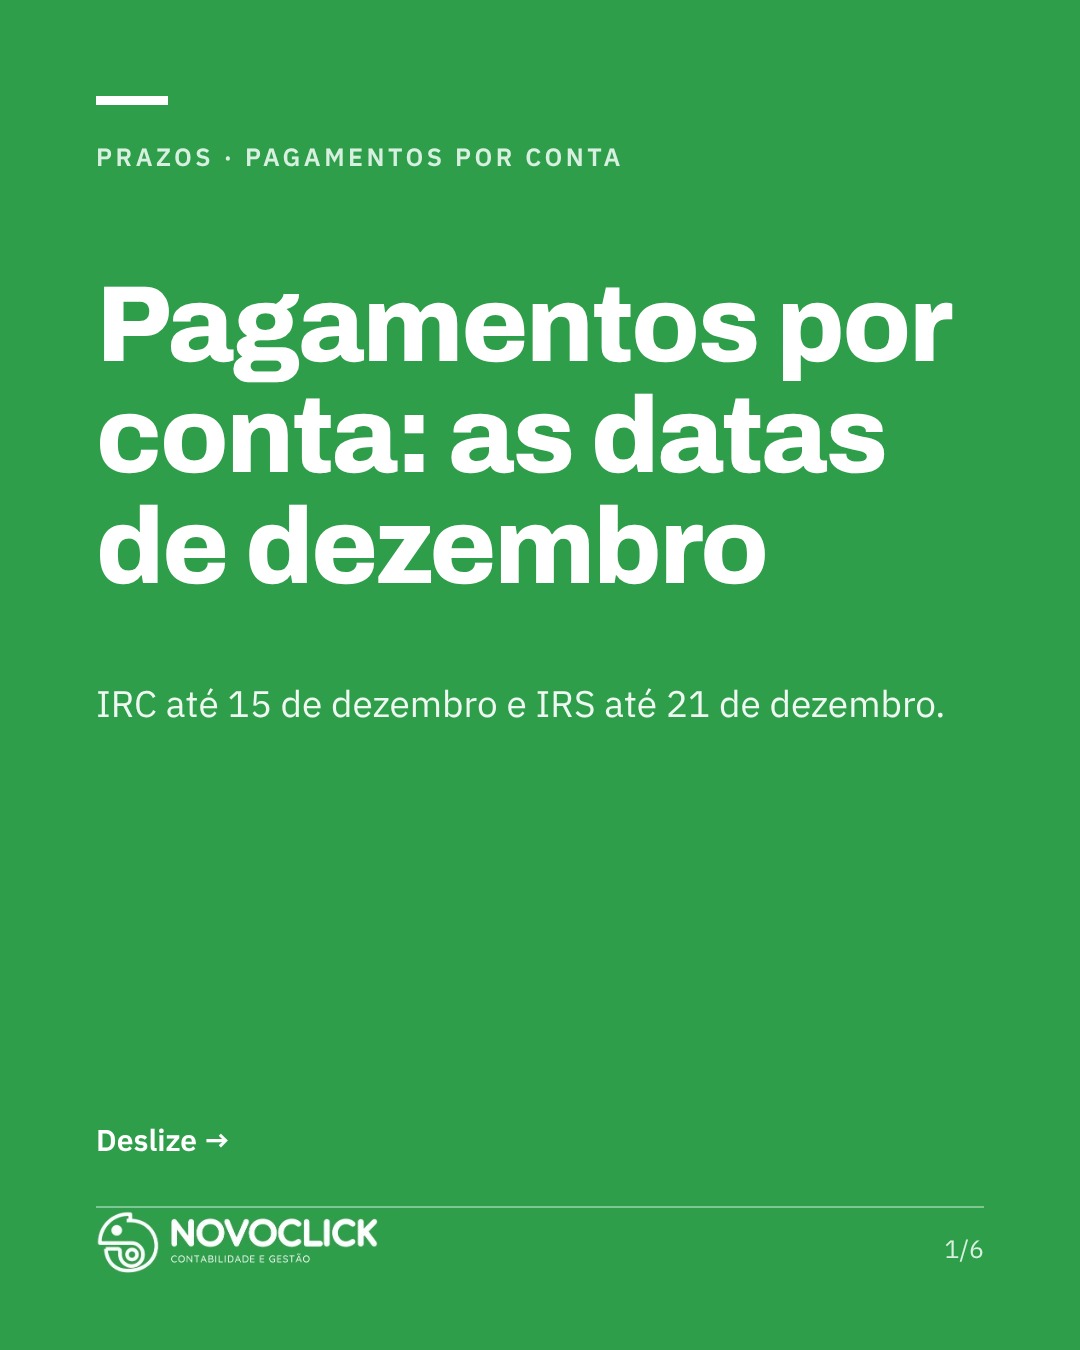 PRAZOS · PAGAMENTOS POR CONTA
Pagamentos por
conta: as datas
de dezembro
IRC até 15 de dezembro e IRS até 21 de dezembro.
Deslize →
NOVOCLICK
CONTABILIDADE E GESTÃO
1/6